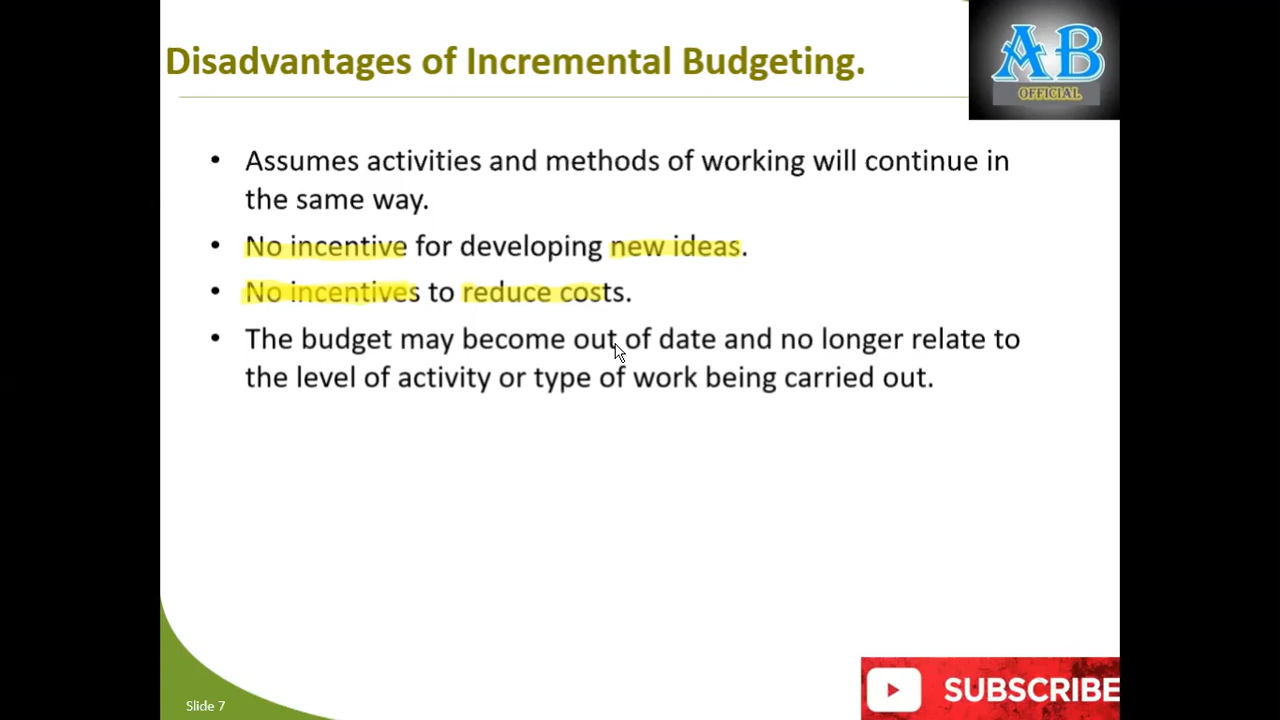 Disadvantages of Incremental Budgeting.
AB
OFFICIAL
• Assumes activities and methods of working will continue in
the same way.
• No incentive for developing new ideas.
• No incentives to reduce costs.
• The budget may become out of date and no longer relate to
the level of activity or type of work being carried out.
Slide 7
SUBSCRIBE